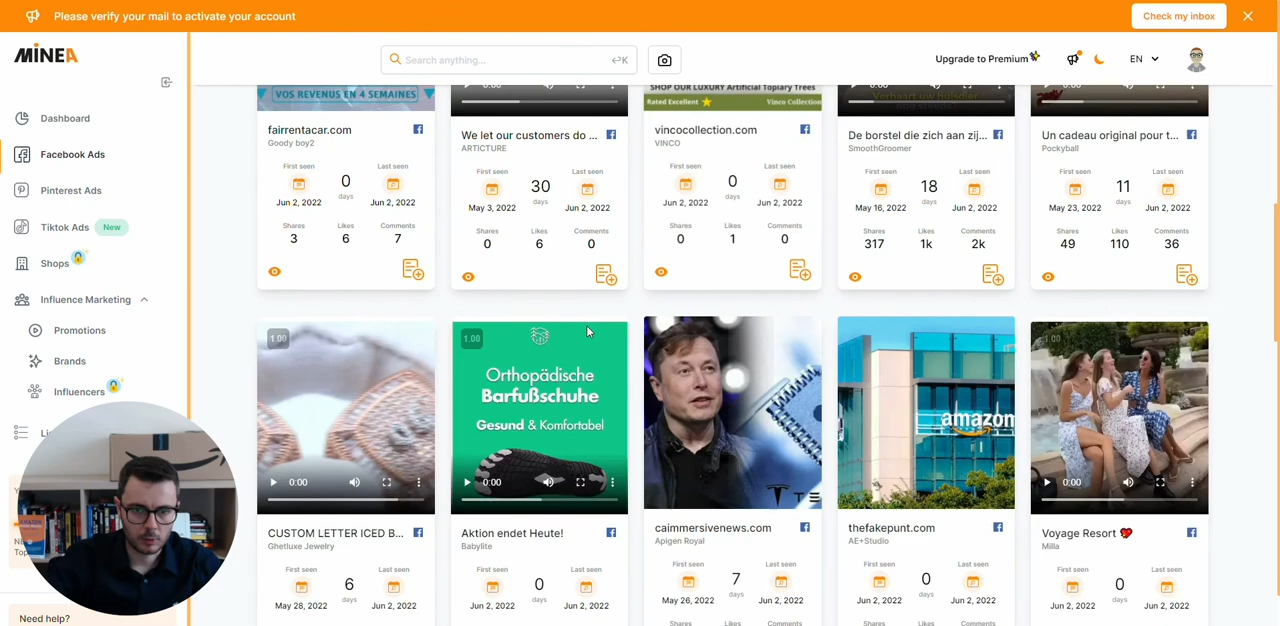 Please verify your mail to activate your account
Check my inbox
MINEA
Search anything...
Upgrade to Premium
EN
Dashboard
Facebook Ads
Pinterest Ads
Tiktok Ads New
Shops
Influence Marketing
Promotions
Brands
Influencers
Need help?
VOS REVENUS EN 4 SEMAINES
SHOP OUR LUXURY Artificial Topiary Trees
Rated Excellent
Vinco Collection
Verhaart uw huisdier
fairrentacar.com
Goody boy2
First seen
Last seen
0
days
Jun 2, 2022
Jun 2, 2022
Shares
Likes
Comments
3
6
7
We let our customers do ...
ARTICTURE
First seen
Last seen
30
days
May 3, 2022
Jun 2, 2022
Shares
Likes
Comments
0
6
0
vincocollection.com
VINCO
First seen
Last seen
0
days
Jun 2, 2022
Jun 2, 2022
Shares
Likes
Comments
0
1
0
De borstel die zich aan zij...
SmoothGroomer
First seen
Last seen
18
days
May 16, 2022
Jun 2, 2022
Shares
Likes
Comments
317
1k
2k
Un cadeau original pour t...
Pockyball
First seen
Last seen
11
days
May 23, 2022
Jun 2, 2022
Shares
Likes
Comments
49
110
36
1.00
0:00
CUSTOM LETTER ICED B...
Ghetluxe Jewelry
First seen
Last seen
6
days
May 28, 2022
Jun 2, 2022
1.00
Orthopädische
Barfußschuhe
Gesund & Komfortabel
0:00
Aktion endet Heute!
Babylite
First seen
Last seen
0
days
Jun 2, 2022
Jun 2, 2022
caimmersivenews.com
Apigen Royal
First seen
Last seen
7
days
May 26, 2022
Jun 2, 2022
Shares
Likes
Comments
amazon
thefakepunt.com
AE+Studio
First seen
Last seen
0
days
Jun 2, 2022
Jun 2, 2022
Shares
Likes
Comments
1.00
0:00
Voyage Resort
Milla
First seen
Last seen
0
days
Jun 2, 2022
Jun 2, 2022